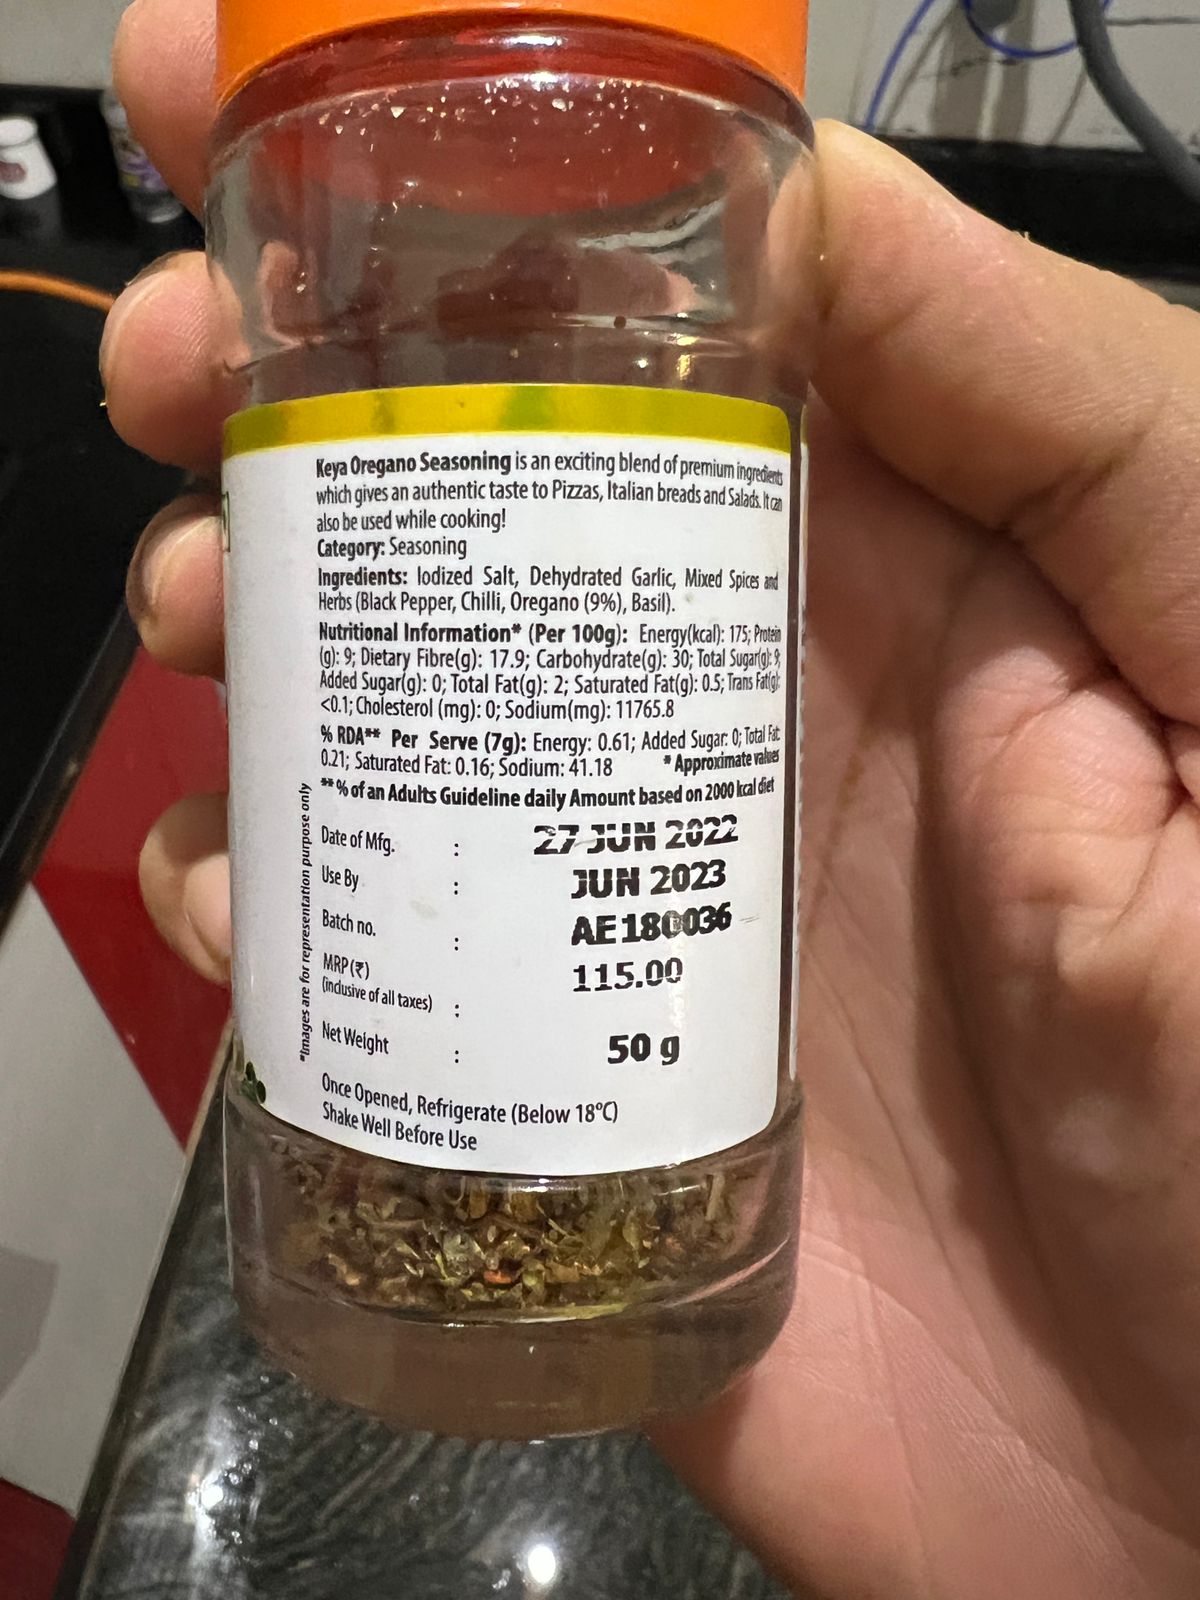 Keya Oregano Seasoning is an exciting blend of premium ingredients
which gives an authentic taste to Pizzas, Italian breads and Salads. It can
also be used while cooking!
Category: Seasoning
Ingredients: Iodized Salt, Dehydrated Garlic, Mixed Spices and
Herbs (Black Pepper, Chilli, Oregano (9%), Basil).
Nutritional Information* (Per 100g): Energy(kcal): 175; Protein
(g): 9; Dietary Fibre(g): 17.9; Carbohydrate(g): 30; Total Sugar(g): 9;
Added Sugar(g): 0; Total Fat(g): 2; Saturated Fat(g): 0.5; Trans Fat(g):
<0.1; Cholesterol (mg): 0; Sodium(mg): 11765.8
% RDA** Per Serve (7g): Energy: 0.61; Added Sugar: 0; Total Fat:
0.21; Saturated Fat: 0.16; Sodium: 41.18 * Approximate values
** % of an Adults Guideline daily Amount based on 2000 kcal diet
Date of Mfg. : 27 JUN 2022
Use By : JUN 2023
Batch no. : AE180036
MRP (₹) 115.00
(inclusive of all taxes) :
Net Weight : 50 g
Once Opened, Refrigerate (Below 18°C)
Shake Well Before Use
*Images are for representation purpose only